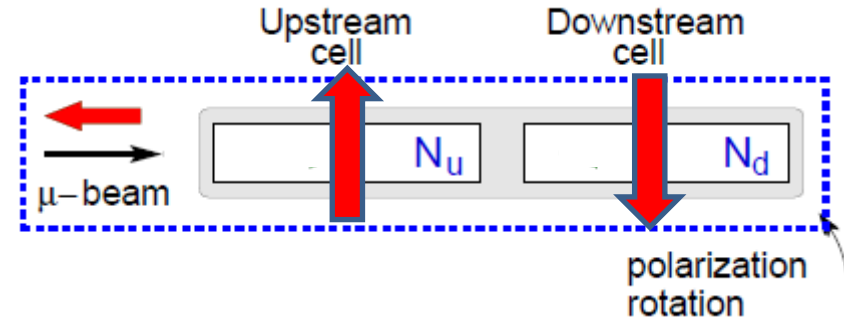 Upstream
cell
Downstream
cell
μ-beam
Nu
Nd
polarization
rotation